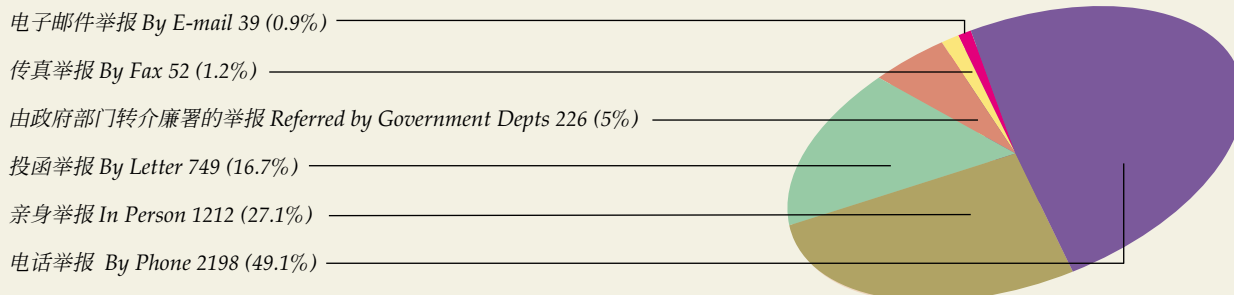 电子邮件举报 By E-mail 39 (0.9%)
传真举报 By Fax 52 (1.2%)
由政府部门转介廉署的举报 Referred by Government Depts 226 (5%)
投函举报 By Letter 749 (16.7%)
亲身举报 In Person 1212 (27.1%)
电话举报 By Phone 2198 (49.1%)